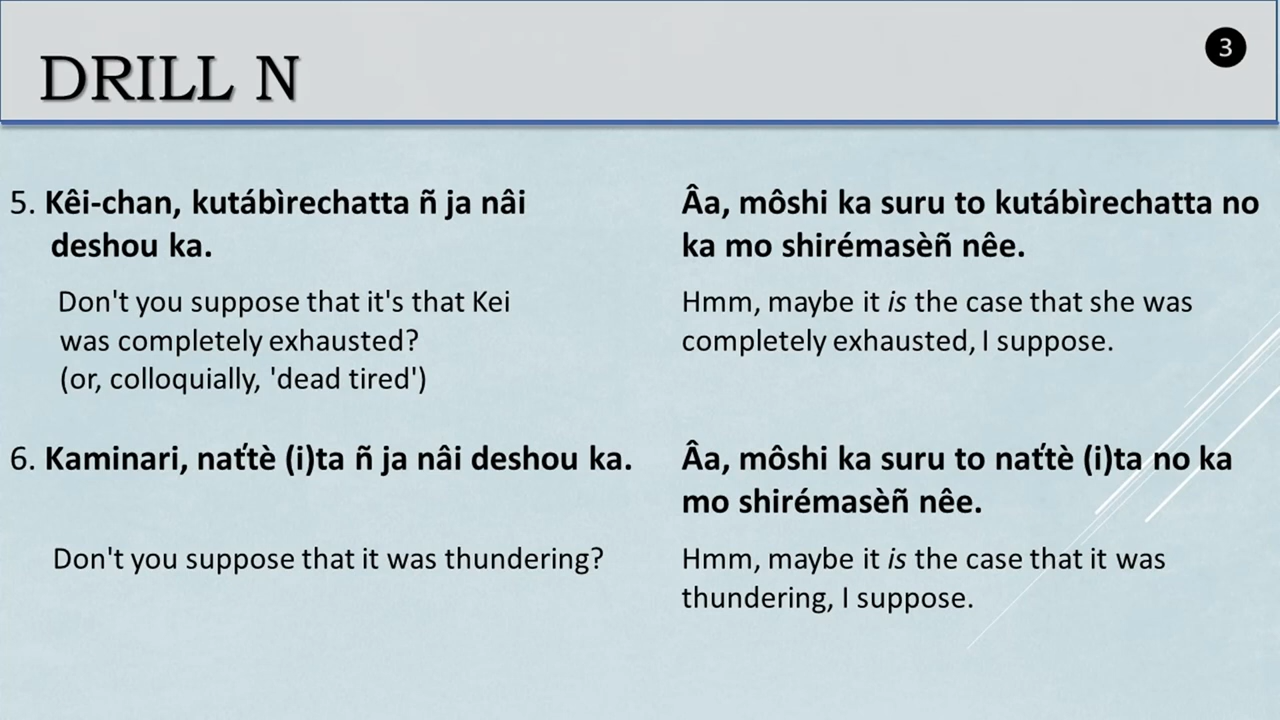 DRILL N
3
5. Kêi-chan, kutábìrechatta ñ ja nâi
deshou ka.
Don't you suppose that it's that Kei
was completely exhausted?
(or, colloquially, 'dead tired')
Âa, môshi ka suru to kutábìrechatta no
ka mo shirémasèñ nêe.
Hmm, maybe it is the case that she was
completely exhausted, I suppose.
6. Kaminari, nat́tè (i)ta ñ ja nâi deshou ka.
Don't you suppose that it was thundering?
Âa, môshi ka suru to nat́tè (i)ta no ka
mo shirémasèñ nêe.
Hmm, maybe it is the case that it was
thundering, I suppose.